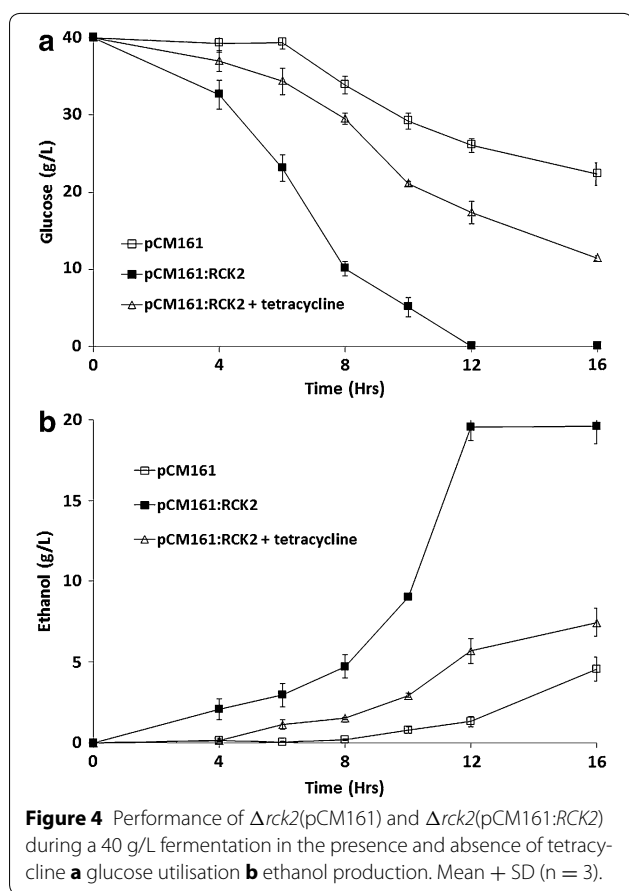 a
40
30
20
10
0
Glucose (g/L)
pCM161
pCM161:RCK2
pCM161:RCK2 + tetracycline
0 4 8 12 16
Time (Hrs)
b
20
15
10
5
0
Ethanol (g/L)
pCM161
pCM161:RCK2
pCM161:RCK2 + tetracycline
0 4 8 12 16
Time (Hrs)
Figure 4 Performance of Δrck2(pCM161) and Δrck2(pCM161:RCK2)
during a 40 g/L fermentation in the presence and absence of tetracy-
cline a glucose utilisation b ethanol production. Mean + SD (n = 3).